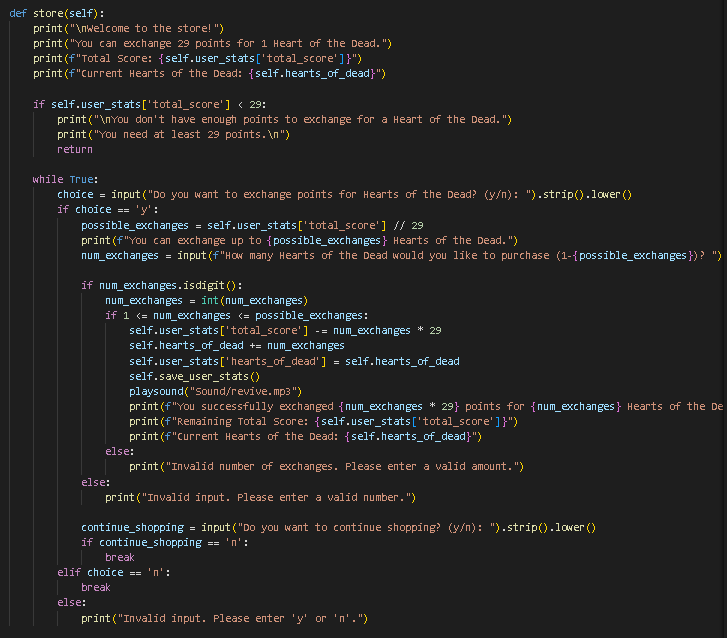 def store(self):
    print("\nWelcome to the store!")
    print("You can exchange 29 points for 1 Heart of the Dead.")
    print(f"Total Score: {self.user_stats['total_score']}")
    print(f"Current Hearts of the Dead: {self.hearts_of_dead}")

    if self.user_stats['total_score'] < 29:
        print("\nYou don't have enough points to exchange for a Heart of the Dead.")
        print("You need at least 29 points.\n")
        return

    while True:
        choice = input("Do you want to exchange points for Hearts of the Dead? (y/n): ").strip().lower()
        if choice == 'y':
            possible_exchanges = self.user_stats['total_score'] // 29
            print(f"You can exchange up to {possible_exchanges} Hearts of the Dead.")
            num_exchanges = input(f"How many Hearts of the Dead would you like to purchase (1-{possible_exchanges})? ")

            if num_exchanges.isdigit():
                num_exchanges = int(num_exchanges)
                if 1 <= num_exchanges <= possible_exchanges:
                    self.user_stats['total_score'] -= num_exchanges * 29
                    self.hearts_of_dead += num_exchanges
                    self.user_stats['hearts_of_dead'] = self.hearts_of_dead
                    self.save_user_stats()
                    playsound("Sound/revive.mp3")
                    print(f"You successfully exchanged {num_exchanges * 29} points for {num_exchanges} Hearts of the De
                    print(f"Remaining Total Score: {self.user_stats['total_score']}")
                    print(f"Current Hearts of the Dead: {self.hearts_of_dead}")
                else:
                    print("Invalid number of exchanges. Please enter a valid amount.")
            else:
                print("Invalid input. Please enter a valid number.")

            continue_shopping = input("Do you want to continue shopping? (y/n): ").strip().lower()
            if continue_shopping == 'n':
                break
        elif choice == 'n':
            break
        else:
            print("Invalid input. Please enter 'y' or 'n'.")